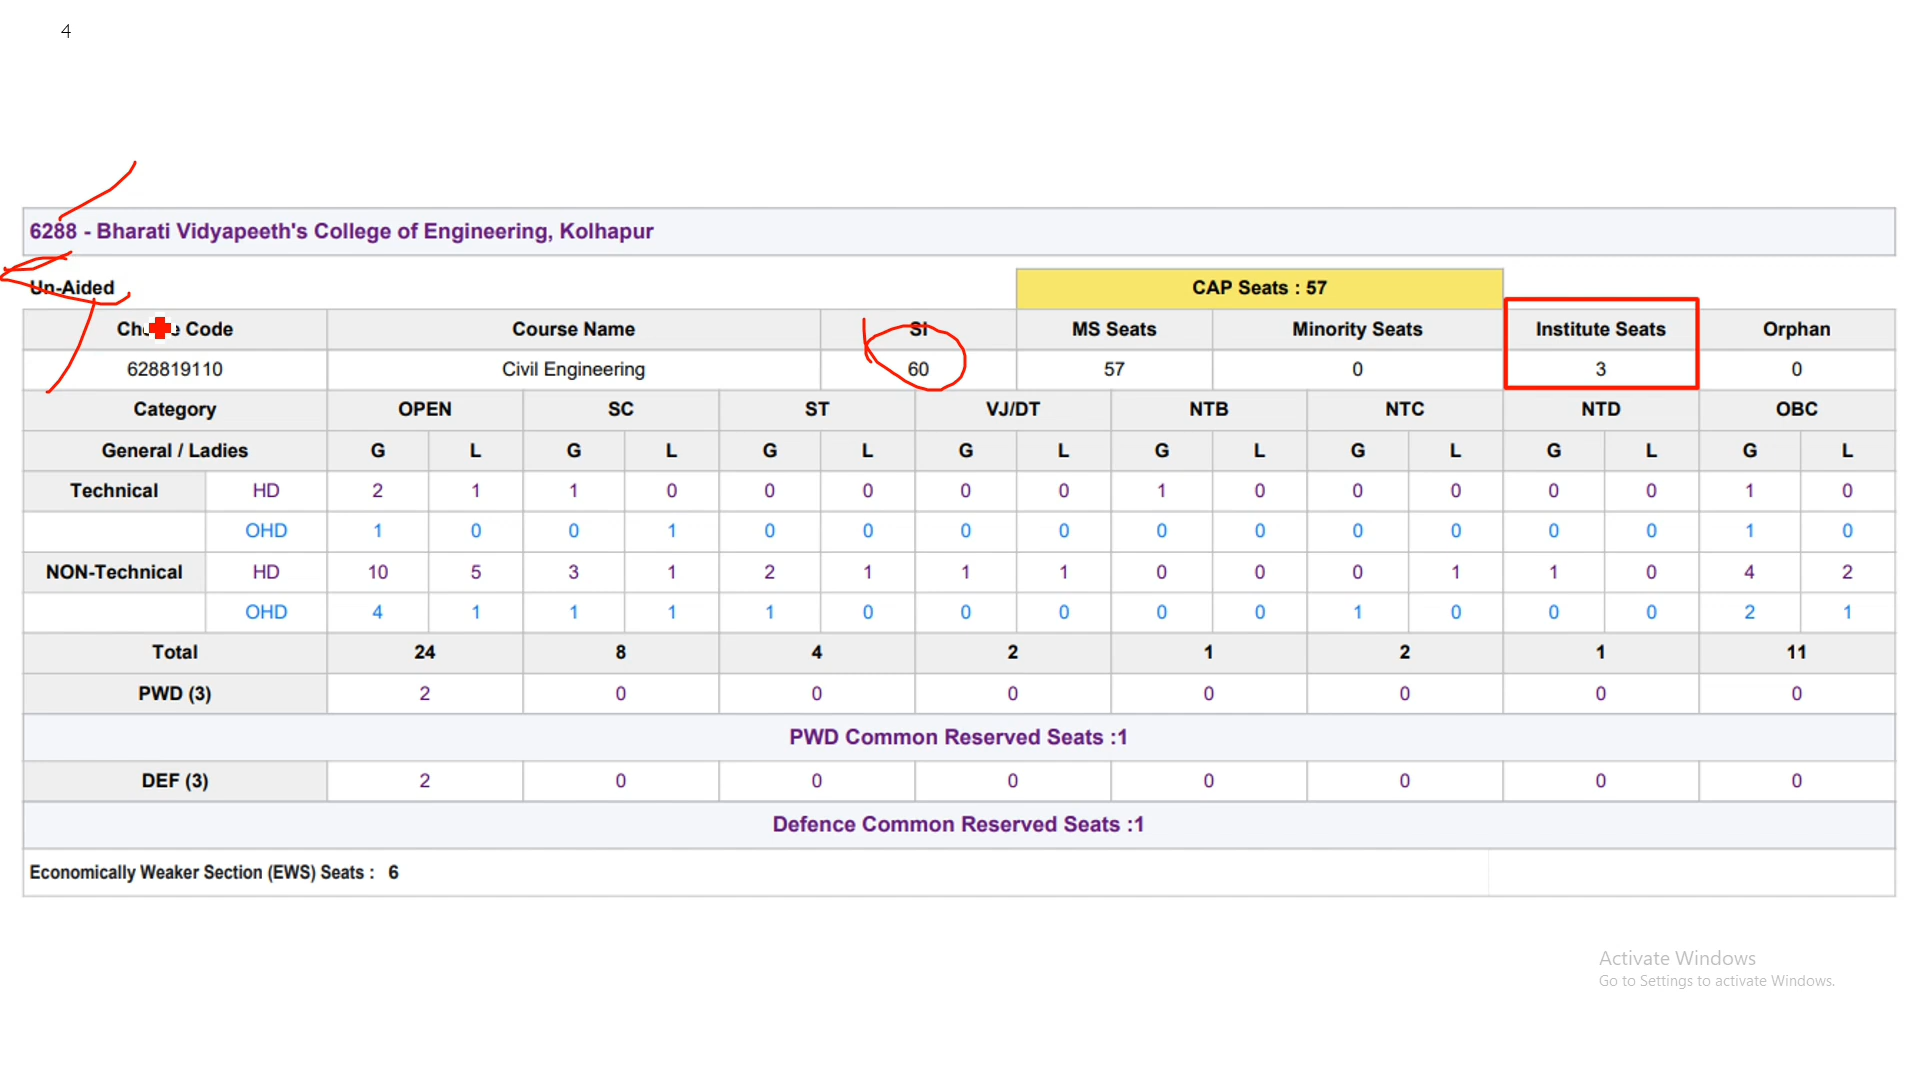 4
6288 - Bharati Vidyapeeth's College of Engineering, Kolhapur
Un-Aided CAP Seats : 57
Code Course Name SI MS Seats Minority Seats Institute Seats Orphan
628819110 Civil Engineering 60 57 0 3 0
Category OPEN SC ST VJ/DT NTB NTC NTD OBC
General / Ladies G L G L G L G L G L G L G L G L
Technical HD 2 1 1 0 0 0 0 0 1 0 0 0 0 0 1 0
OHD 1 0 0 1 0 0 0 0 0 0 0 0 0 0 1 0
NON-Technical HD 10 5 3 1 2 1 1 1 0 0 0 1 1 0 4 2
OHD 4 1 1 1 1 0 0 0 0 0 1 0 0 0 2 1
Total 24 8 4 2 1 2 1 11
PWD (3) 2 0 0 0 0 0 0 0
PWD Common Reserved Seats :1
DEF (3) 2 0 0 0 0 0 0 0
Defence Common Reserved Seats :1
Economically Weaker Section (EWS) Seats : 6
Activate Windows
Go to Settings to activate Windows.